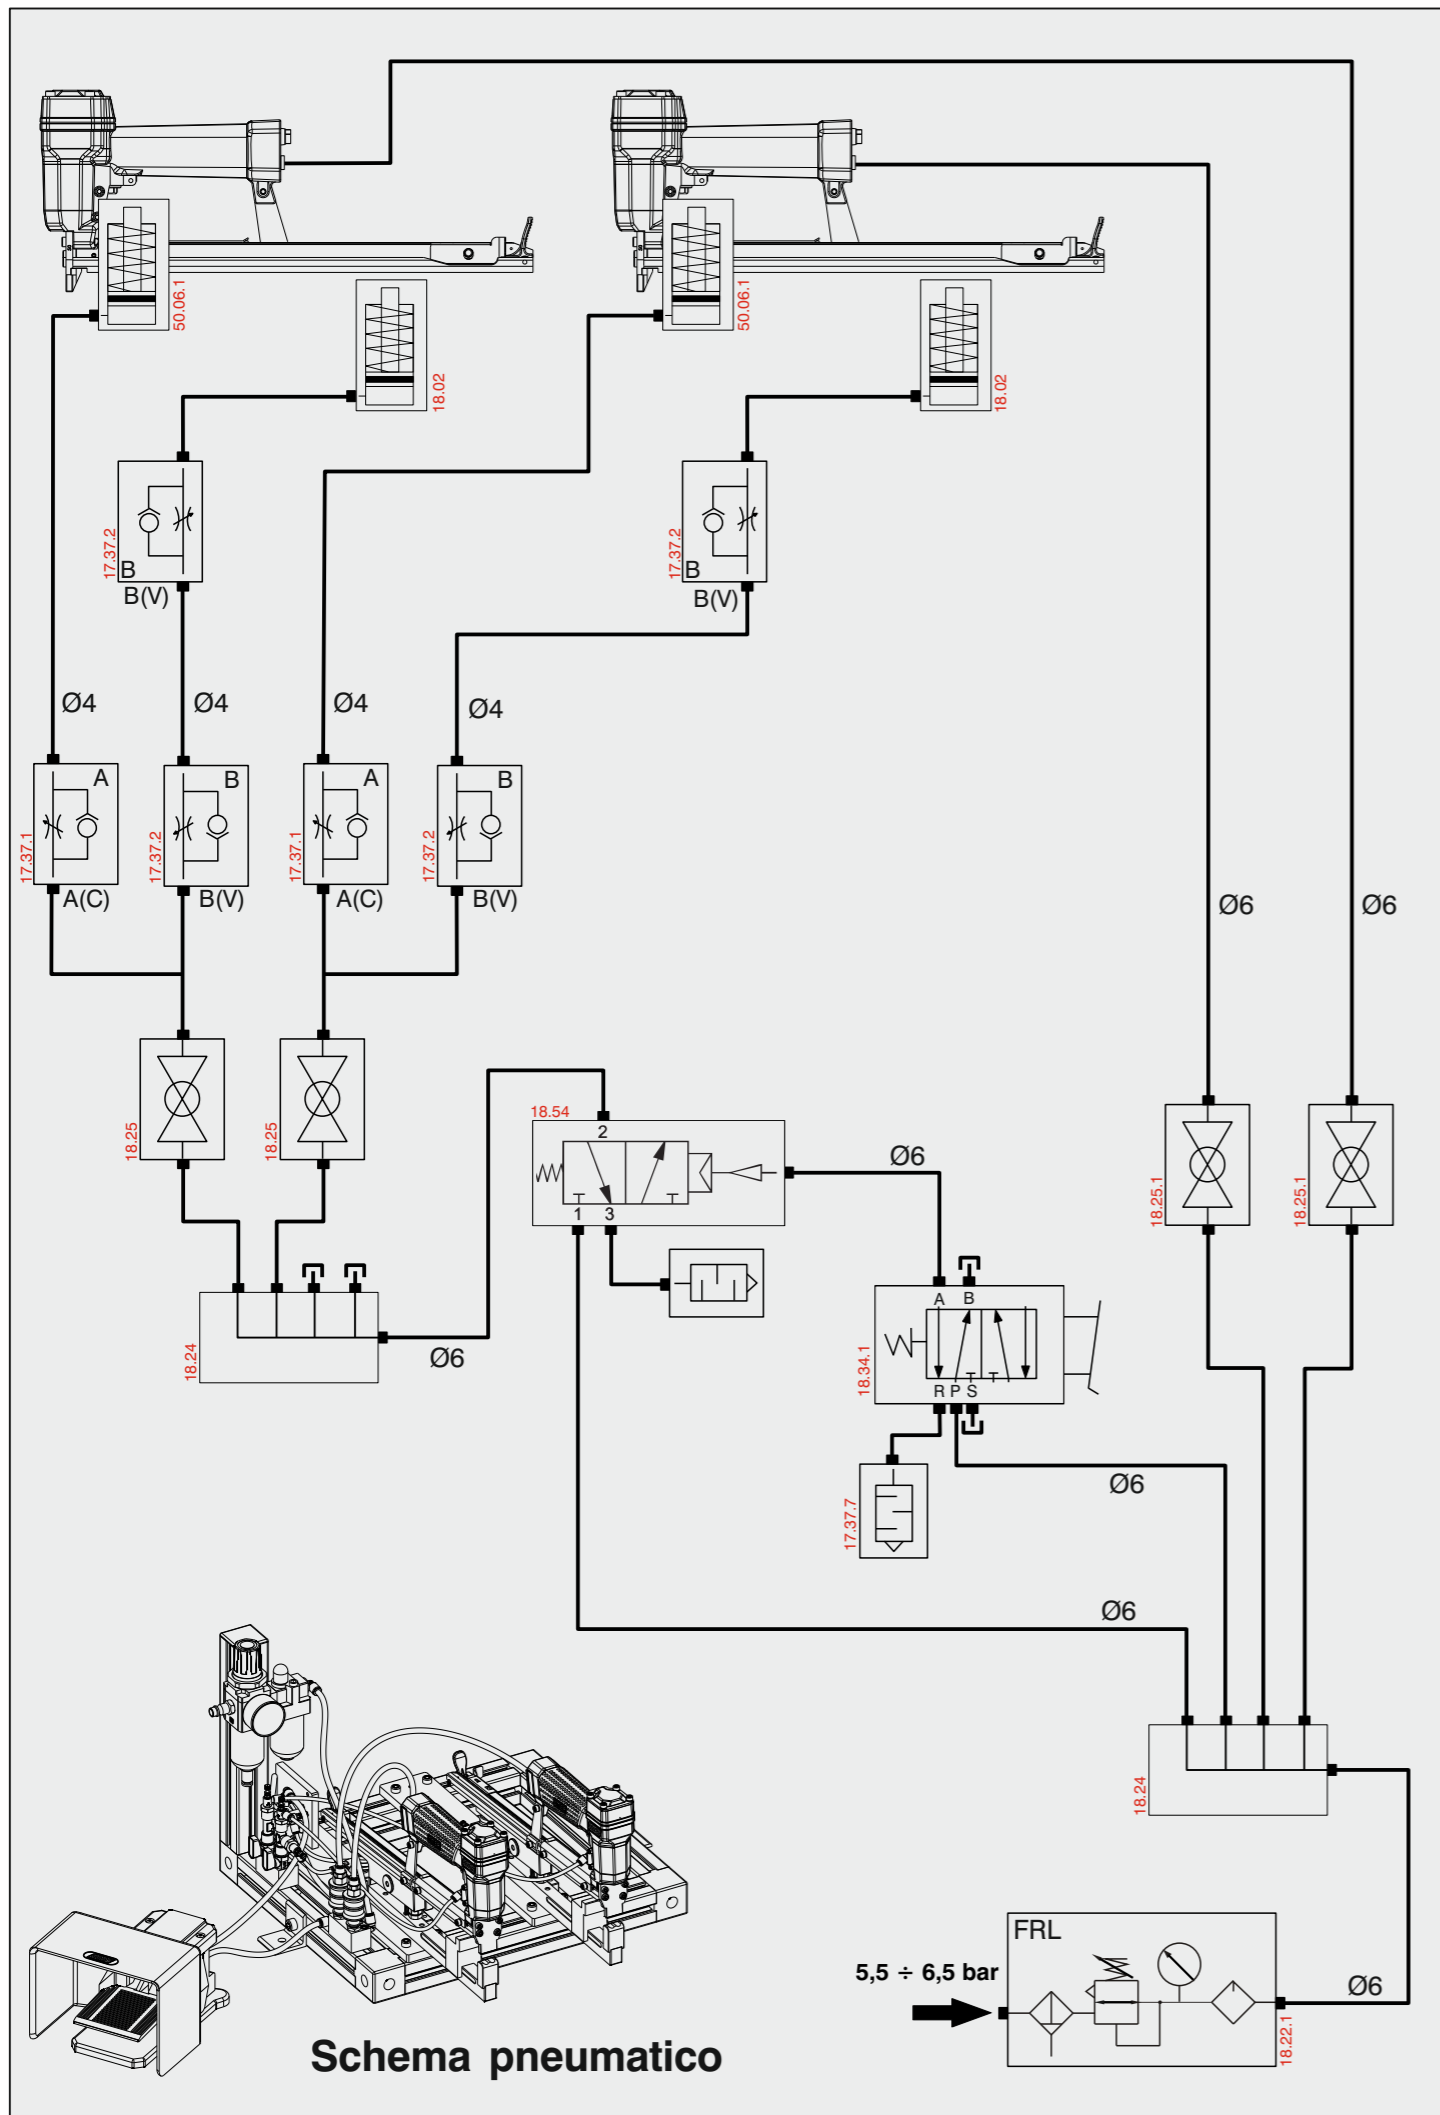 50.06.1
50.06.1
18.02
18.02
17.37.2
B
B(V)
17.37.2
B
B(V)
Ø4
Ø4
Ø4
Ø4
A
B
A
B
17.37.1
17.37.2
17.37.1
17.37.2
A(C)
B(V)
A(C)
B(V)
Ø6
Ø6
18.25
18.25
18.54
2
1
3
Ø6
18.25.1
18.25.1
18.24
Ø6
A B
18.34.1
R P S
17.37.7
Ø6
Ø6
18.24
FRL
5,5 ÷ 6,5 bar
Ø6
18.22.1
Schema pneumatico